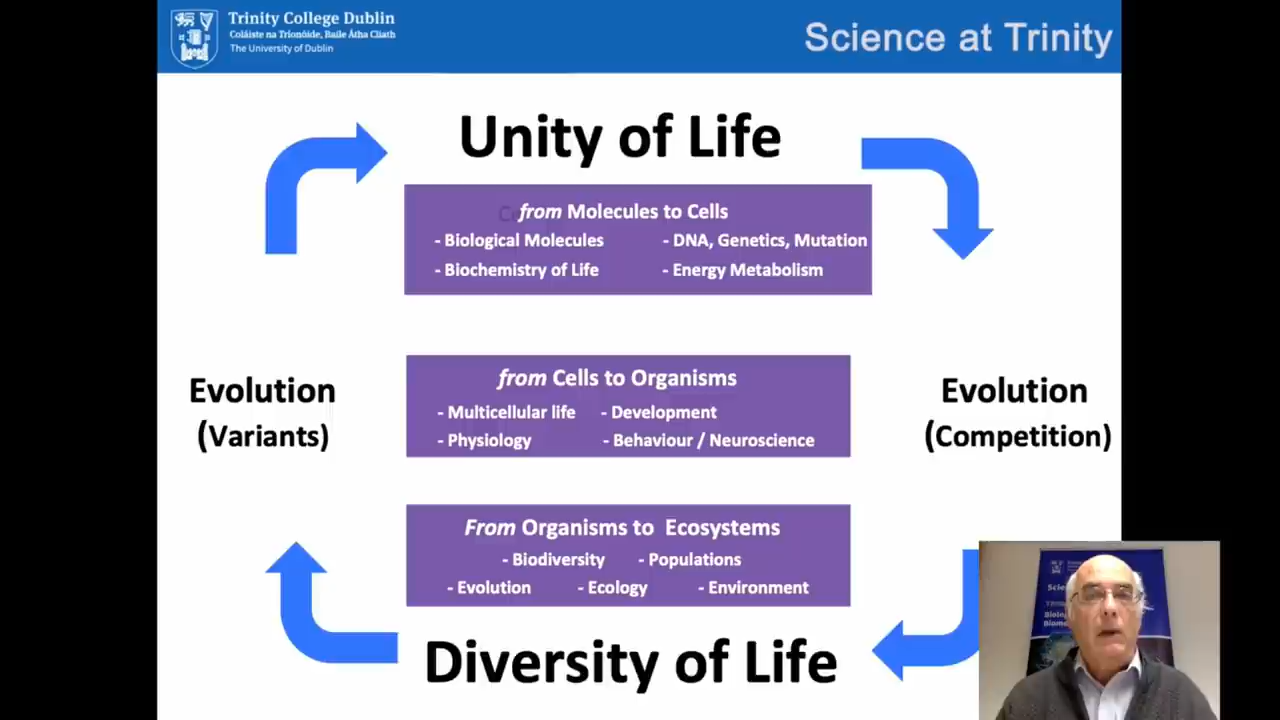 Trinity College Dublin
Coláiste na Tríonóide, Baile Átha Cliath
The University of Dublin
Science at Trinity
Unity of Life
from Molecules to Cells
- Biological Molecules - DNA, Genetics, Mutation
- Biochemistry of Life - Energy Metabolism
Evolution
(Variants)
from Cells to Organisms
- Multicellular life - Development
- Physiology - Behaviour / Neuroscience
Evolution
(Competition)
From Organisms to Ecosystems
- Biodiversity - Populations
- Evolution - Ecology - Environment
Diversity of Life